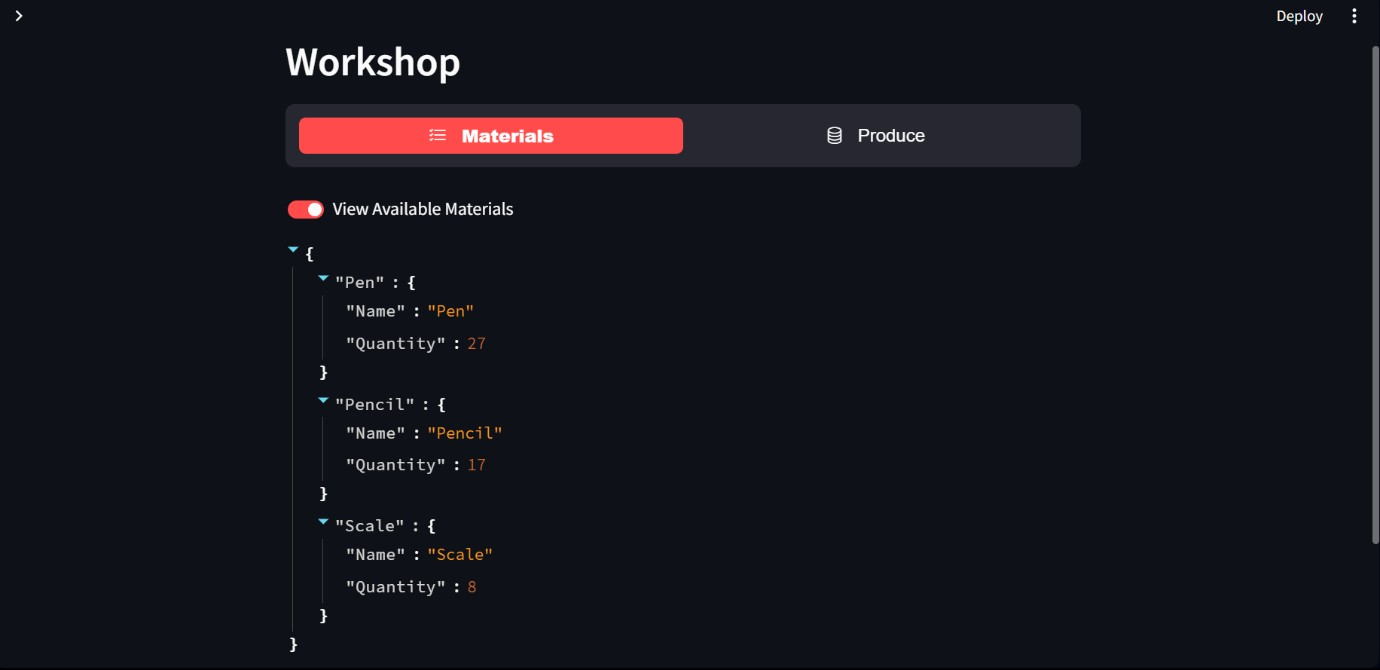 Deploy
Workshop
Materials
Produce
View Available Materials
{
"Pen" : {
"Name" : "Pen"
"Quantity" : 27
}
"Pencil" : {
"Name" : "Pencil"
"Quantity" : 17
}
"Scale" : {
"Name" : "Scale"
"Quantity" : 8
}
}